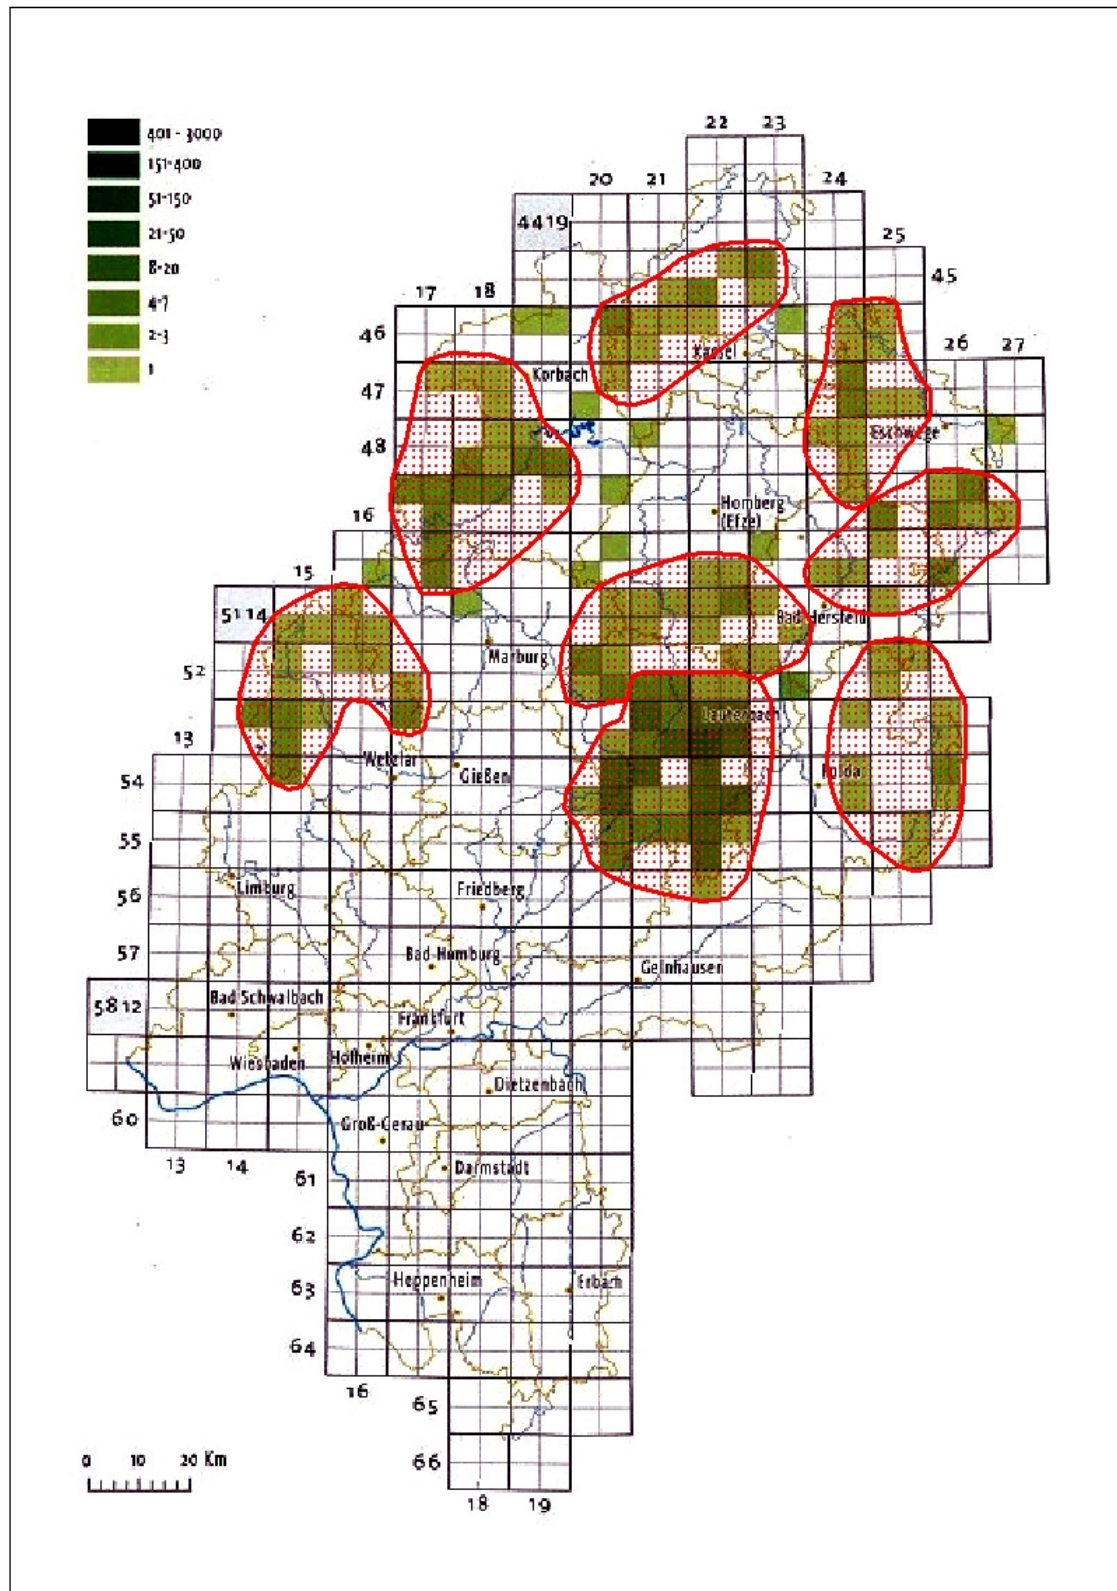 401 - 3000
151-400
51-150
21-50
8-20
4-7
2-3
1
22 23
20 21 24
4419
25
45
17 18
46
26 27
Kassel
Korbach
47
Eschwege
48
Homberg
(Efze)
16
15
5114
Bad Hersfeld
Marburg
52
Lauterbach
13
Wetzlar
Gießen
Fulda
54
55
Limburg
Friedberg
56
57
Bad Homburg
Gelnhausen
5812
Bad Schwalbach
Frankfurt
Wiesbaden
Hofheim
Dietzenbach
60
Groß-Gerau
13 14
61
Darmstadt
62
63
Heppenheim
Erbach
64
16
65
0 10 20 Km
66
18 19